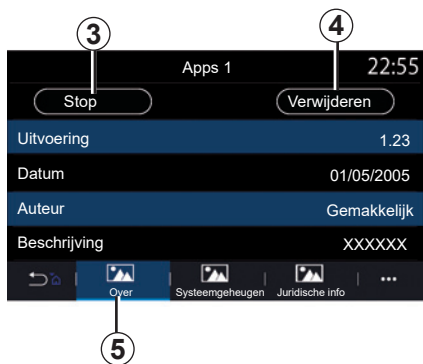 3 4
Apps 1 22:55
Stop Verwijderen
Uitvoering 1.23
Datum 01/05/2005
Auteur Gemakkelijk
Beschrijving XXXXXX
Over Systeemgeheugen Juridische info ...
5